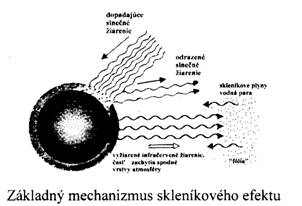 dopadajúce
slnečné
žiarenie
odrazené
slnečné
žiarenie
skleníkove plyny
vodná para
vyžiarené infračervené žiarenie,
časť zachytia spodné
vrstvy atmosféry
"fólia"
Základný mechanizmus skleníkového efektu